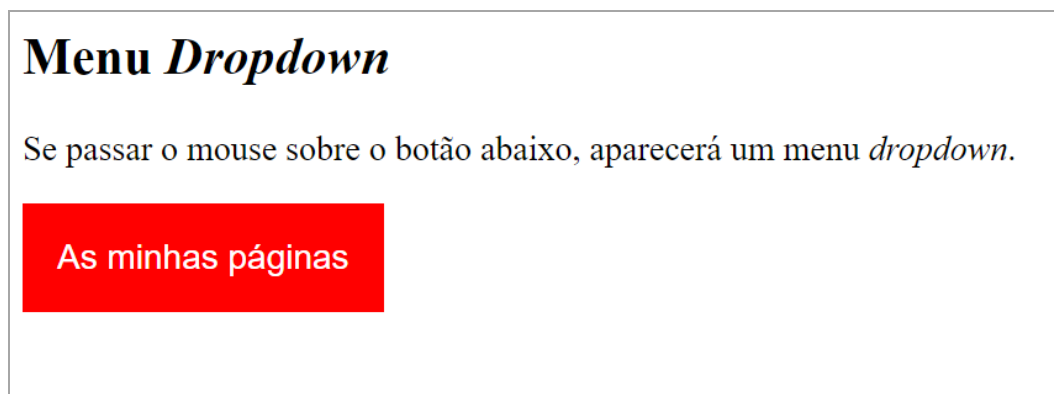 Menu Dropdown
Se passar o mouse sobre o botão abaixo, aparecerá um menu dropdown.
As minhas páginas